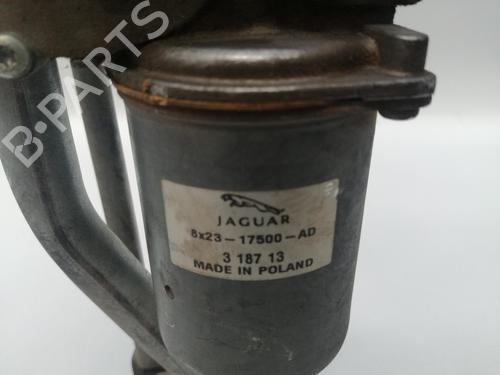 B-PARTS
JAGUAR
8x23-17500-AD
3 187 13
MADE IN POLAND